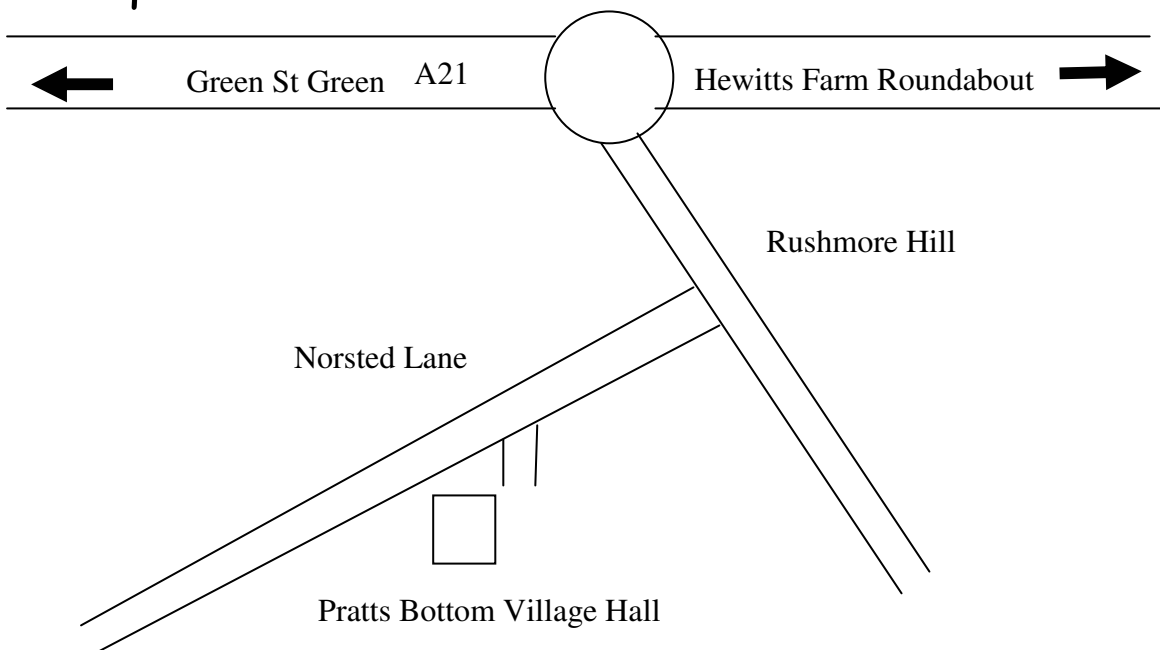 Green St Green A21 Hewitts Farm Roundabout
Rushmore Hill
Norsted Lane
Pratts Bottom Village Hall